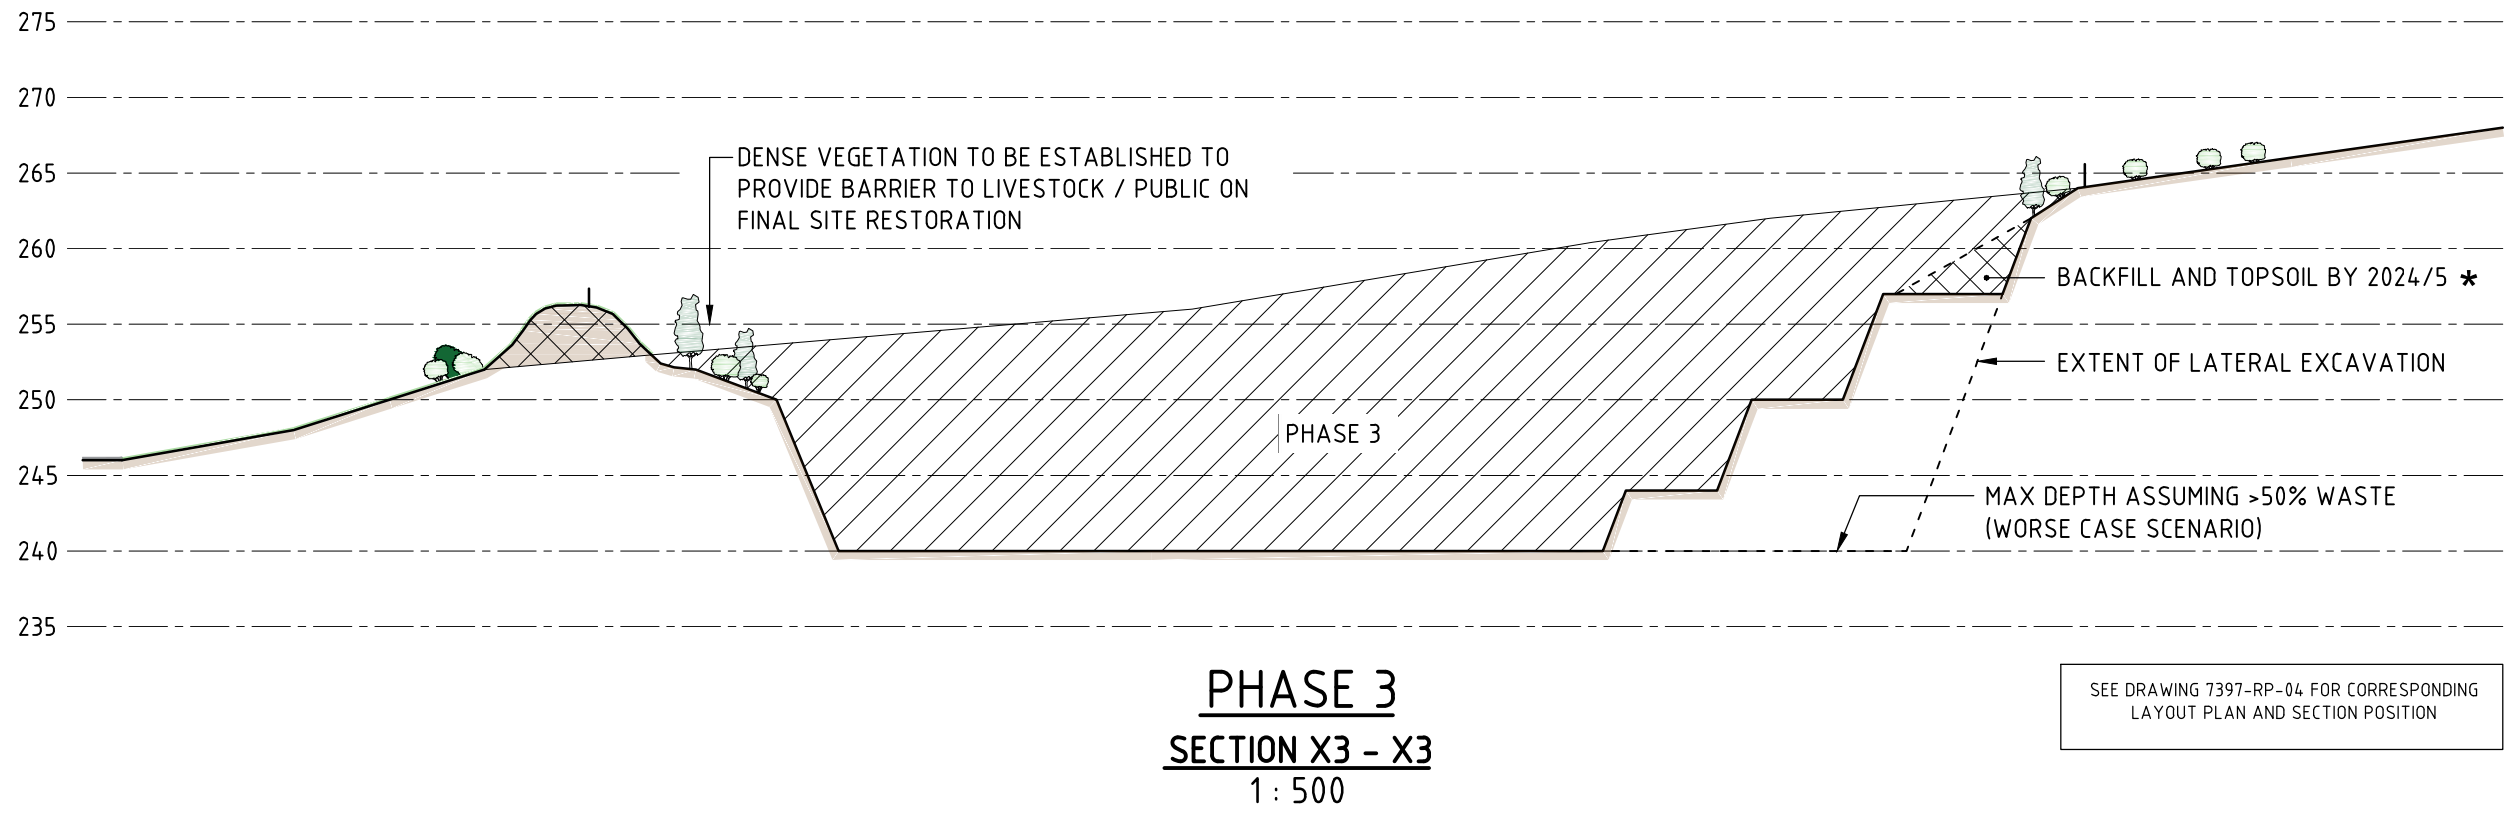 275
270
265
260
255
250
245
240
235
DENSE VEGETATION TO BE ESTABLISHED TO
PROVIDE BARRIER TO LIVESTOCK / PUBLIC ON
FINAL SITE RESTORATION
BACKFILL AND TOPSOIL BY 2024/5 *
EXTENT OF LATERAL EXCAVATION
PHASE 3
MAX DEPTH ASSUMING >50% WASTE
(WORSE CASE SCENARIO)
PHASE 3
SECTION X3 - X3
1 : 500
SEE DRAWING 7397-RP-04 FOR CORRESPONDING
LAYOUT PLAN AND SECTION POSITION